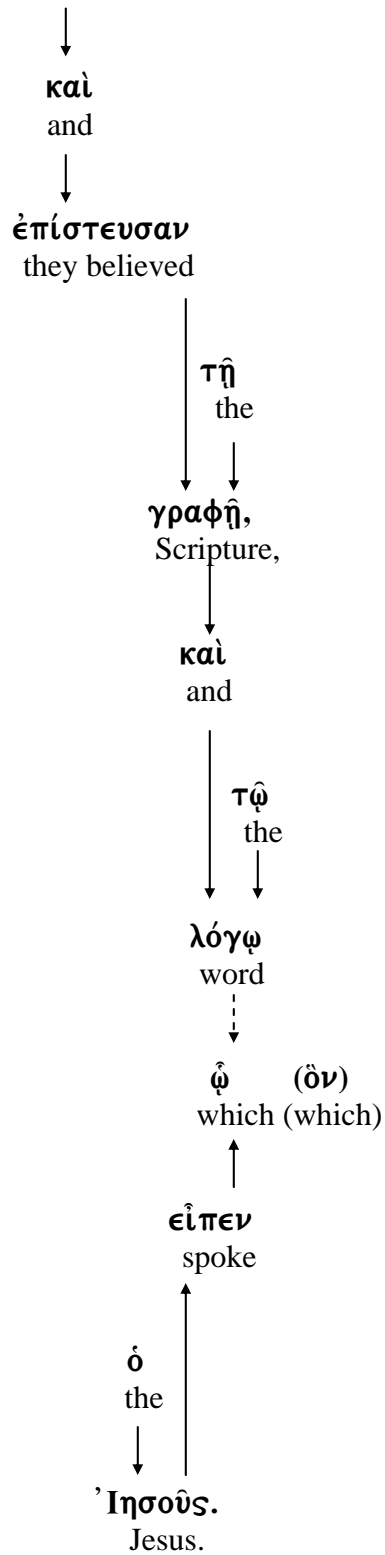 καὶ
and
ἐπίστευσαν
they believed
τῇ
the
γραφῇ,
Scripture,
καὶ
and
τῷ
the
λόγῳ
word
ᾧ (ὃν)
which (which)
εἶπεν
spoke
ὁ
the
Ἰησοῦς.
Jesus.